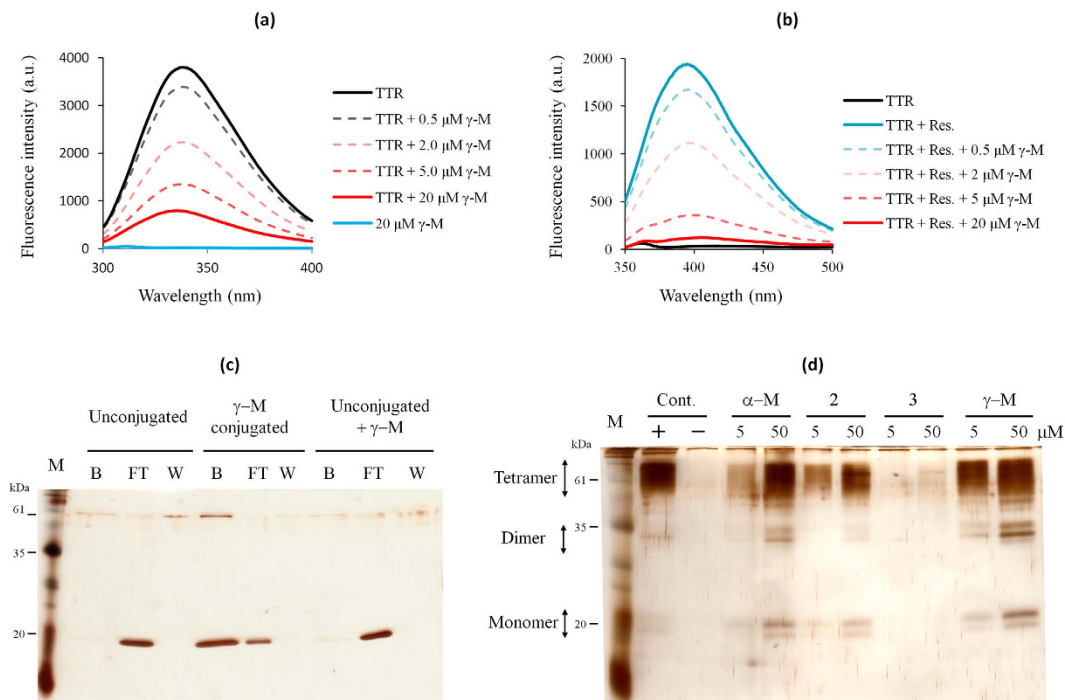 (a)
Fluorescence intensity (a.u.)
4000
3000
2000
1000
0
300
350
400
Wavelength (nm)
TTR
TTR + 0.5 μM γ-M
TTR + 2.0 μM γ-M
TTR + 5.0 μM γ-M
TTR + 20 μM γ-M
20 μM γ-M
(b)
Fluorescence intensity (a.u.)
2000
1500
1000
500
0
350
400
450
500
Wavelength (nm)
TTR
TTR + Res.
TTR + Res. + 0.5 μM γ-M
TTR + Res. + 2 μM γ-M
TTR + Res. + 5 μM γ-M
TTR + Res. + 20 μM γ-M
(c)
Unconjugated
γ–M conjugated
Unconjugated + γ–M
M B FT W B FT W B FT W
kDa
61
35
20
(d)
Cont. α–M 2 3 γ–M
M + − 5 50 5 50 5 50 5 50 μM
kDa
Tetramer 61
35
Dimer
Monomer 20